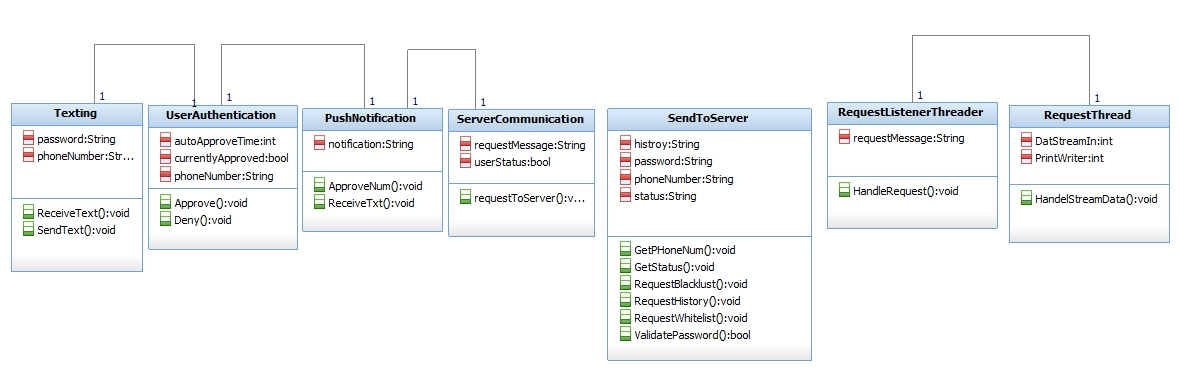 1
1
1
1
1
1
1
1
Texting
password:String
phoneNumber:Str...
ReceiveText():void
SendText():void
UserAuthentication
autoApproveTime:int
currentlyApproved:bool
phoneNumber:String
Approve():void
Deny():void
PushNotification
notification:String
ApproveNum():void
ReceiveTxt():void
ServerCommunication
requestMessage:String
userStatus:bool
requestToServer():v...
SendToServer
histroy:String
password:String
phoneNumber:String
status:String
GetPHoneNum():void
GetStatus():void
RequestBlacklust():void
RequestHistory():void
RequestWhitelist():void
ValidatePassword():bool
RequestListenerThreader
requestMessage:String
HandleRequest():void
RequestThread
DatStreamIn:int
PrintWriter:int
HandelStreamData():void